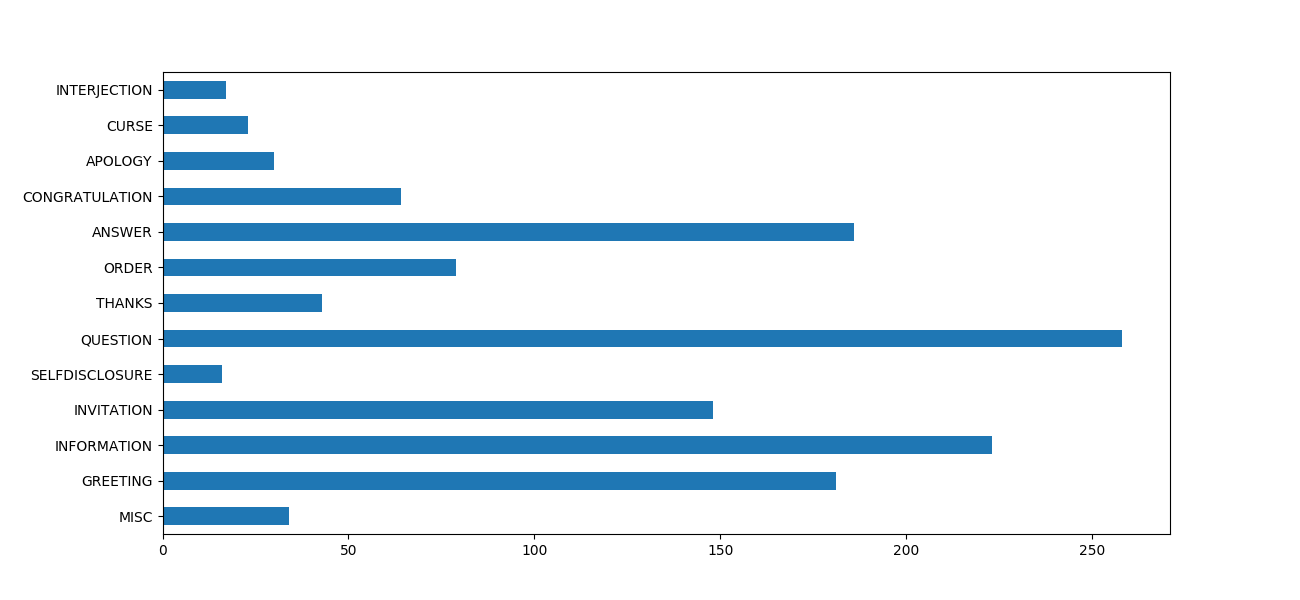 INTERJECTION
CURSE
APOLOGY
CONGRATULATION
ANSWER
ORDER
THANKS
QUESTION
SELFDISCLOSURE
INVITATION
INFORMATION
GREETING
MISC
0 50 100 150 200 250